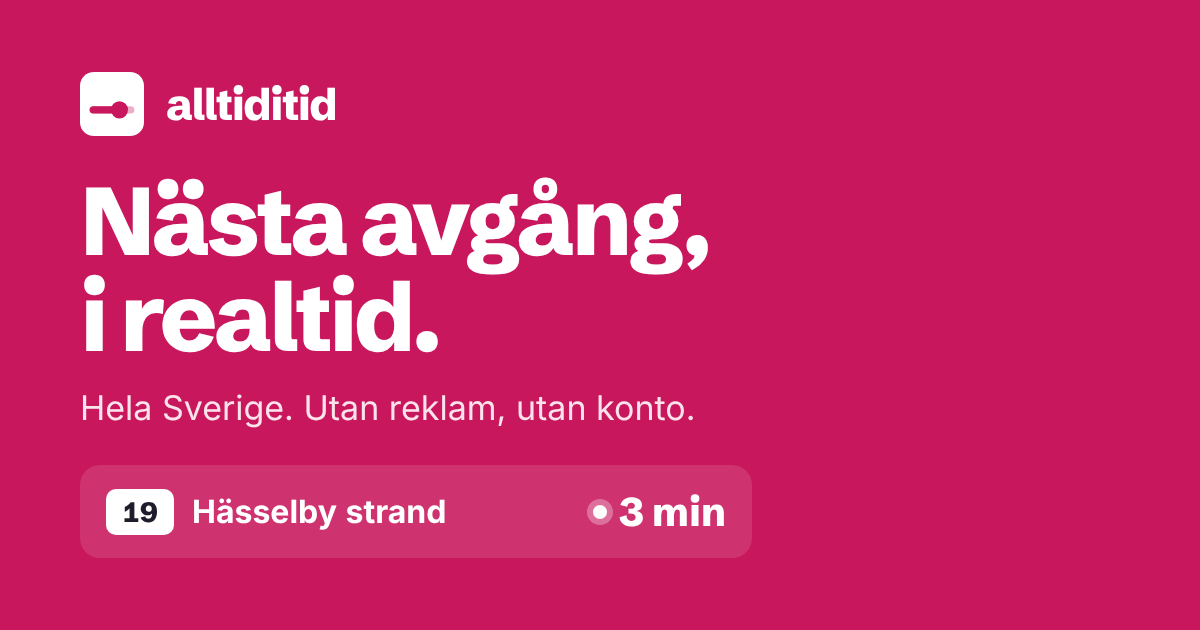 alltiditid
Nästa avgång,
i realtid.
Hela Sverige. Utan reklam, utan konto.
19 Hässelby strand 3 min